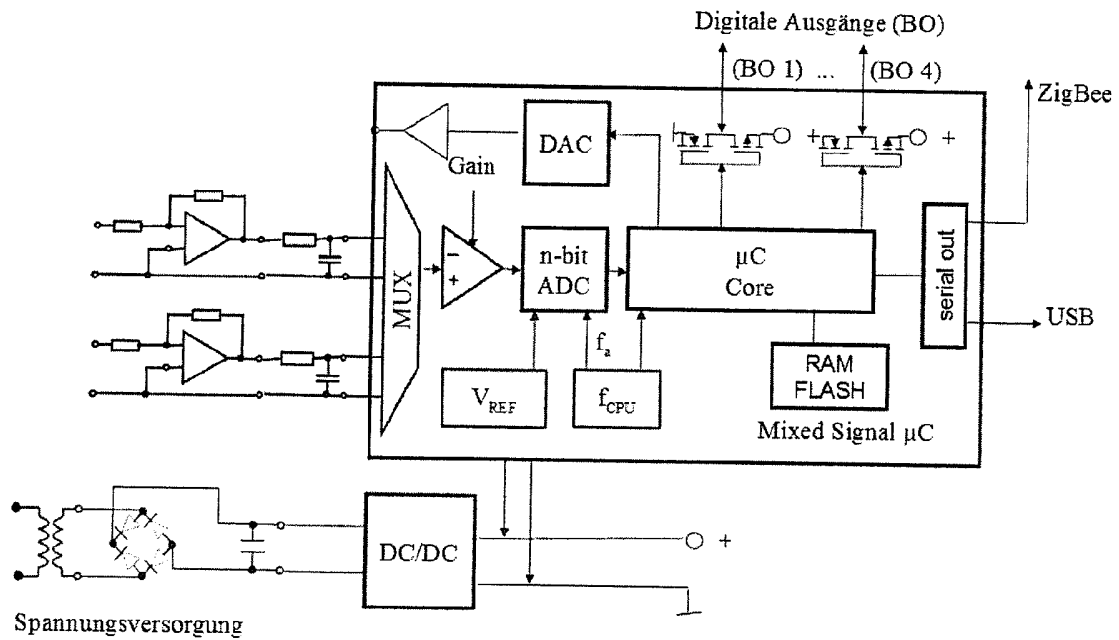 Digitale Ausgänge (BO)
(BO 1) ... (BO 4)
ZigBee
DAC
+ +
Gain
MUX
−
+
n-bit
ADC
µC
Core
serial out
USB
fa
VREF
fCPU
RAM
FLASH
Mixed Signal µC
DC/DC
+
Spannungsversorgung